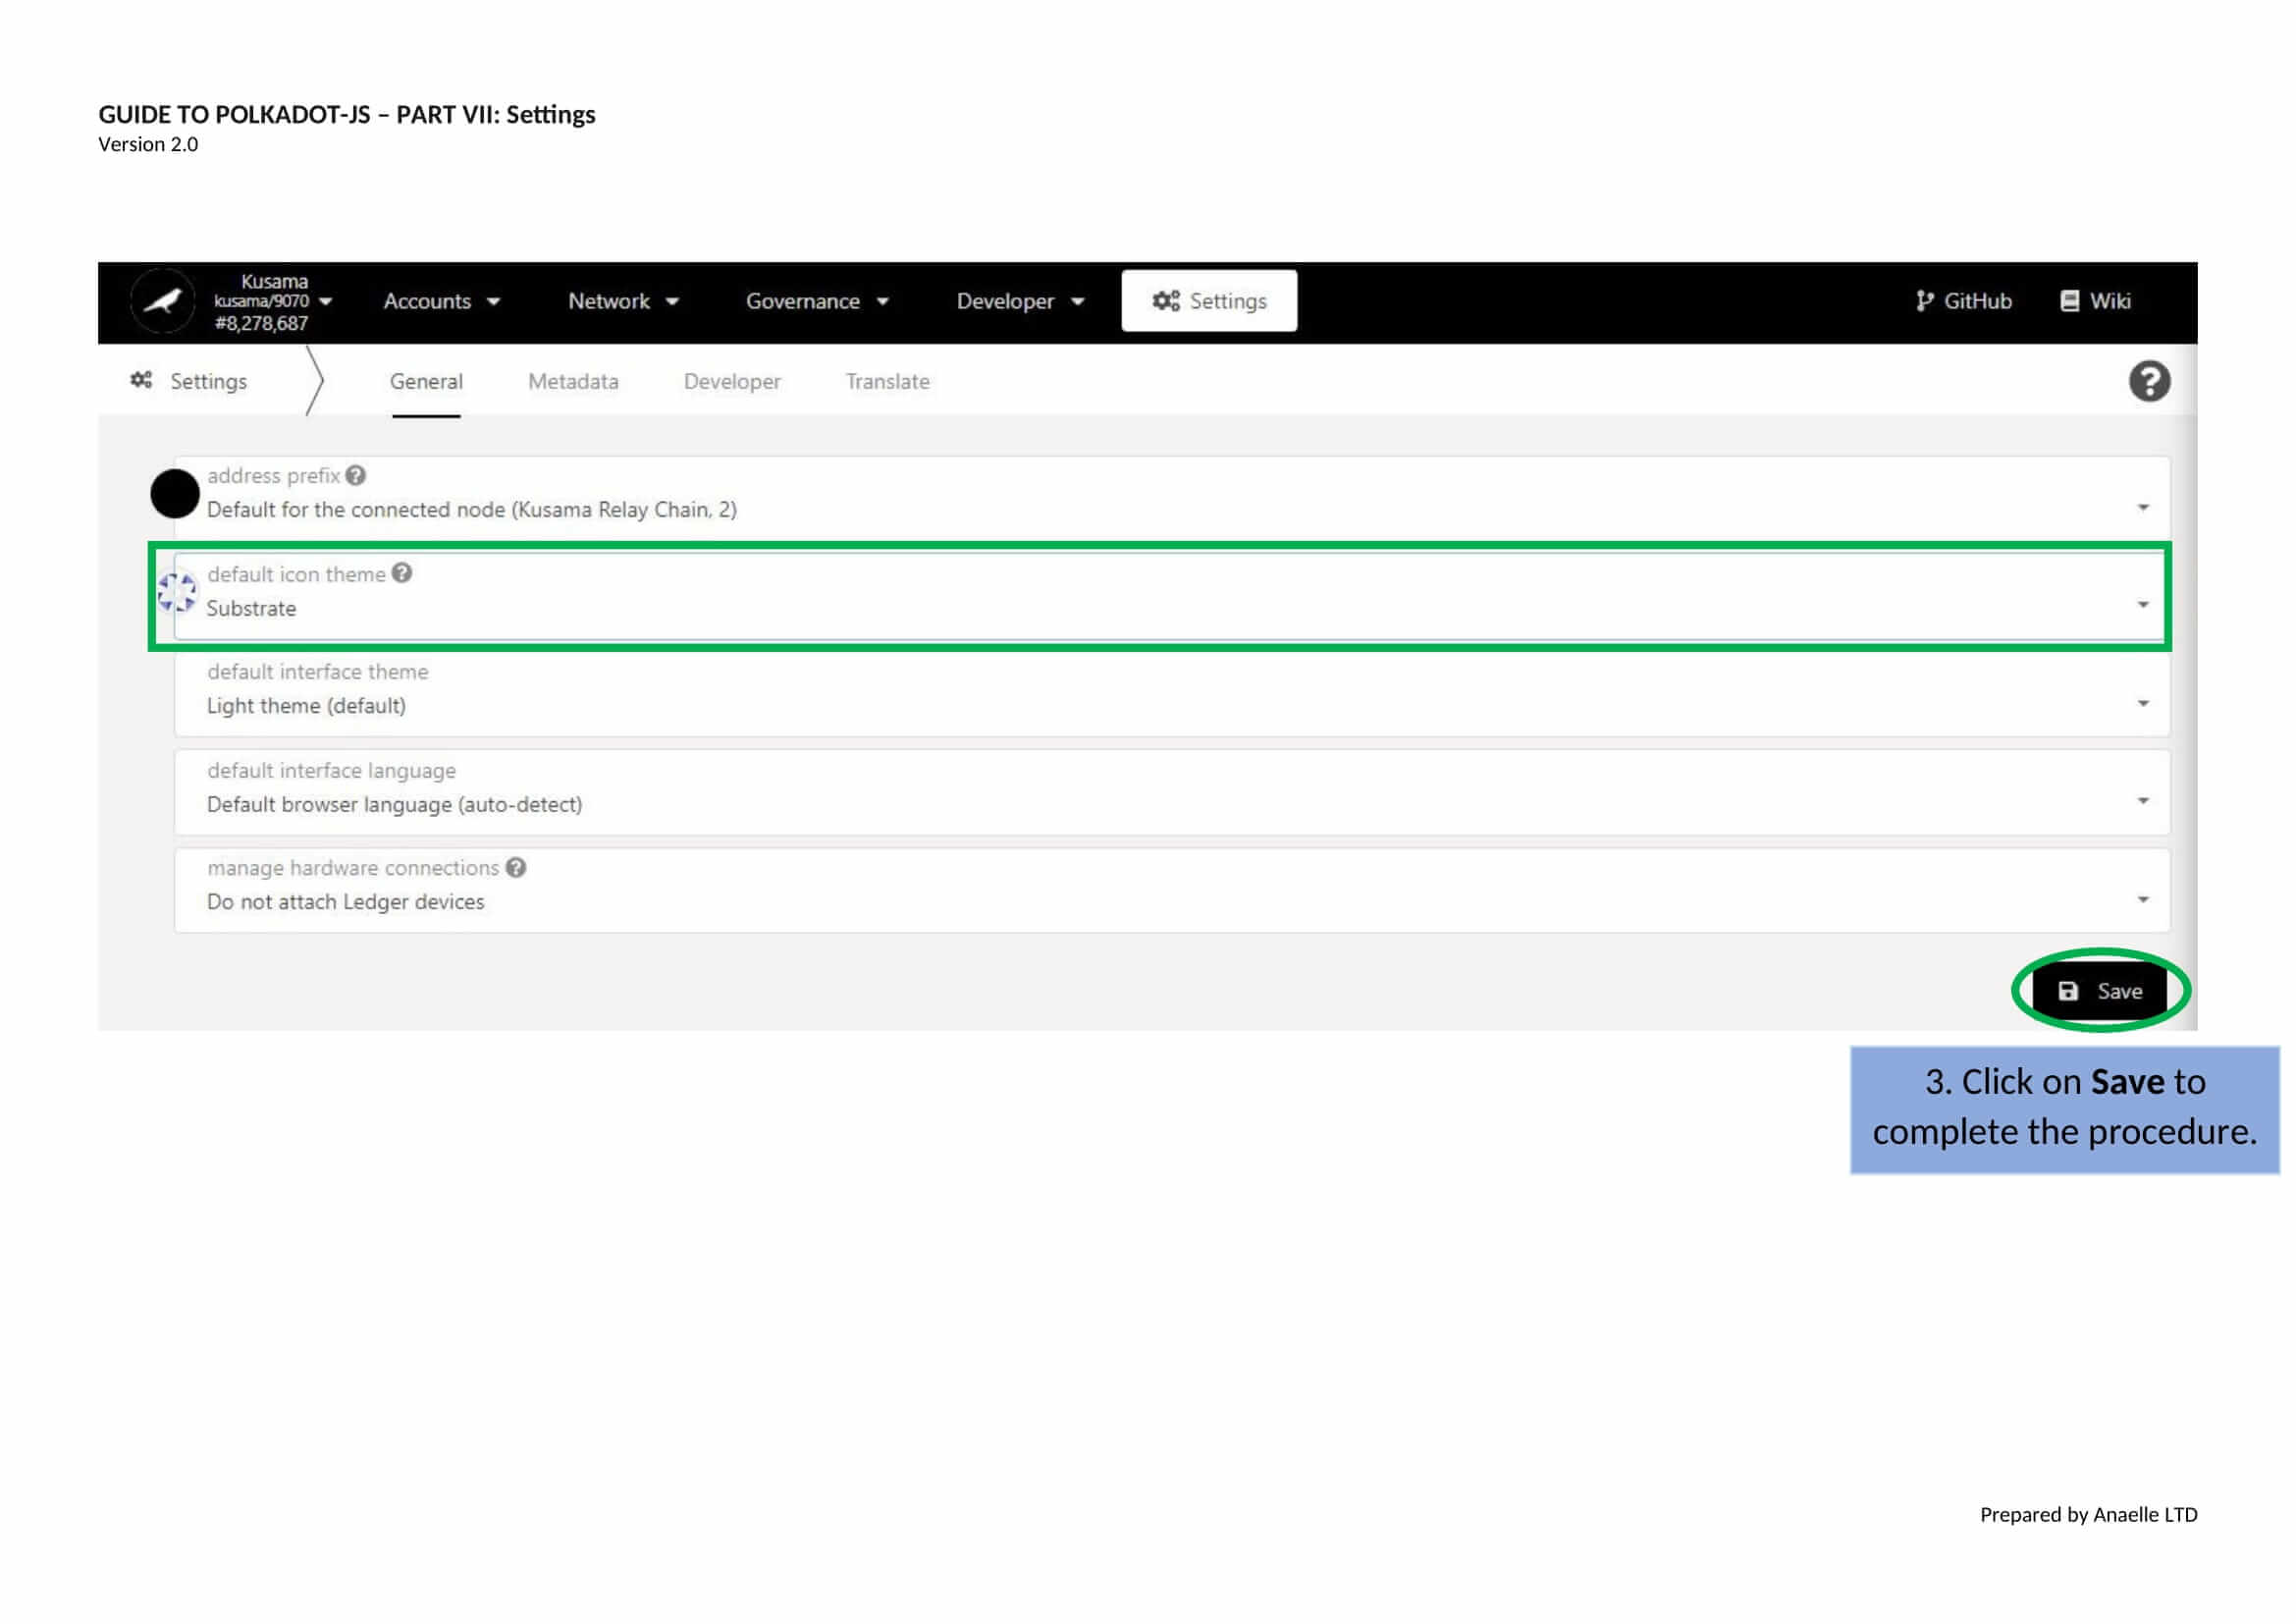 GUIDE TO POLKADOT-JS – PART VII: Settings
Version 2.0
Kusama
kusama/9070
#8,278,687
Accounts
Network
Governance
Developer
Settings
GitHub
Wiki
Settings
General
Metadata
Developer
Translate
address prefix
Default for the connected node (Kusama Relay Chain, 2)
default icon theme
Substrate
default interface theme
Light theme (default)
default interface language
Default browser language (auto-detect)
manage hardware connections
Do not attach Ledger devices
Save
3. Click on Save to
complete the procedure.
Prepared by Anaelle LTD